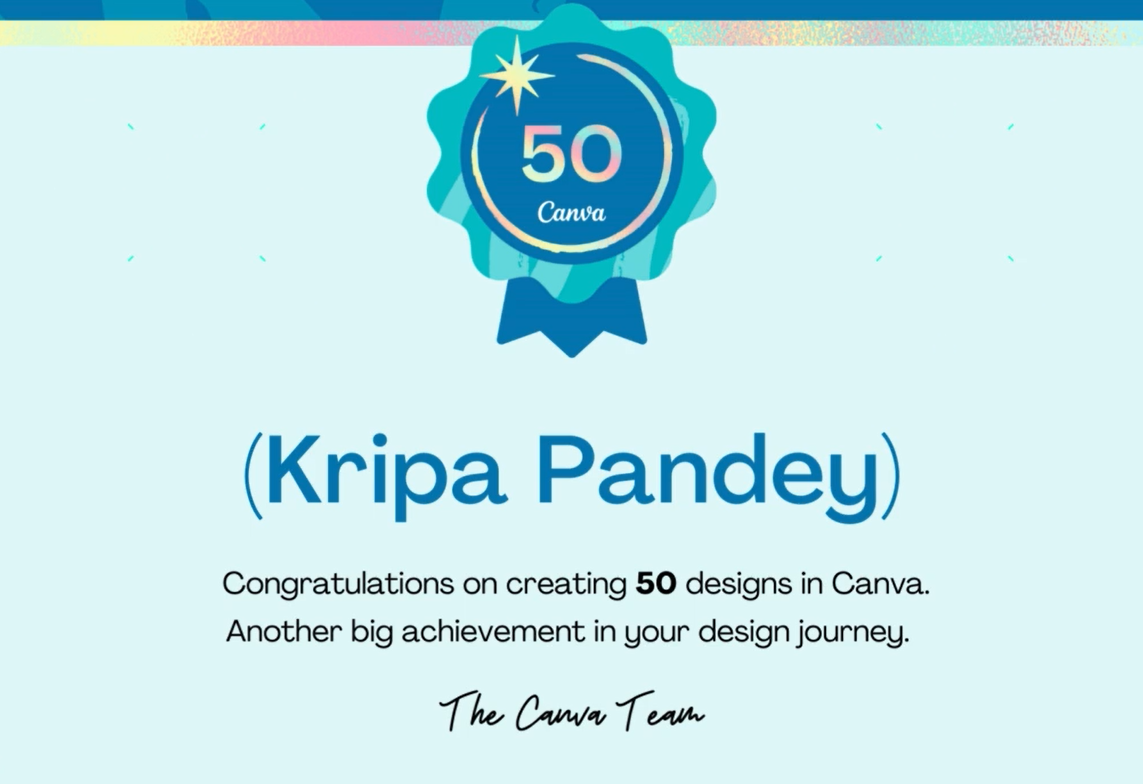 50
Canva
(Kripa Pandey)
Congratulations on creating 50 designs in Canva.
Another big achievement in your design journey.
The Canva Team